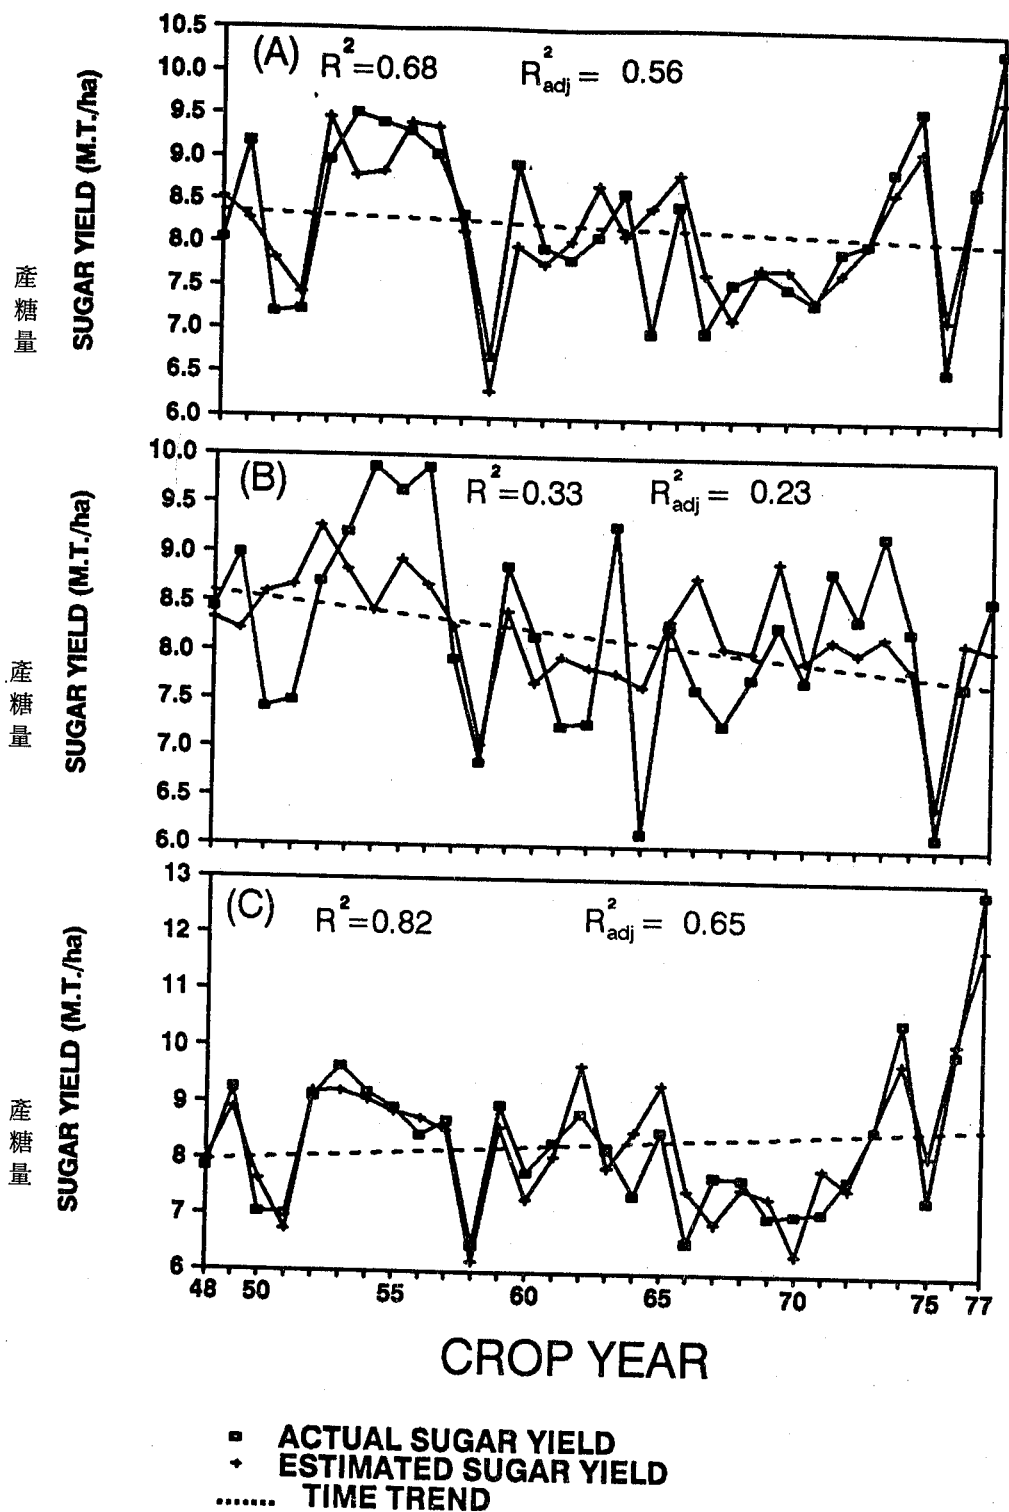 (A) R²=0.68 R²adj = 0.56
10.5
10.0
9.5
9.0
8.5
8.0
7.5
7.0
6.5
6.0
SUGAR YIELD (M.T./ha)
產糖量
(B) R²=0.33 R²adj = 0.23
10.0
9.5
9.0
8.5
8.0
7.5
7.0
6.5
6.0
SUGAR YIELD (M.T./ha)
產糖量
(C) R²=0.82 R²adj = 0.65
13
12
11
10
9
8
7
6
SUGAR YIELD (M.T./ha)
產糖量
48 50 55 60 65 70 75 77
CROP YEAR
ACTUAL SUGAR YIELD
ESTIMATED SUGAR YIELD
TIME TREND